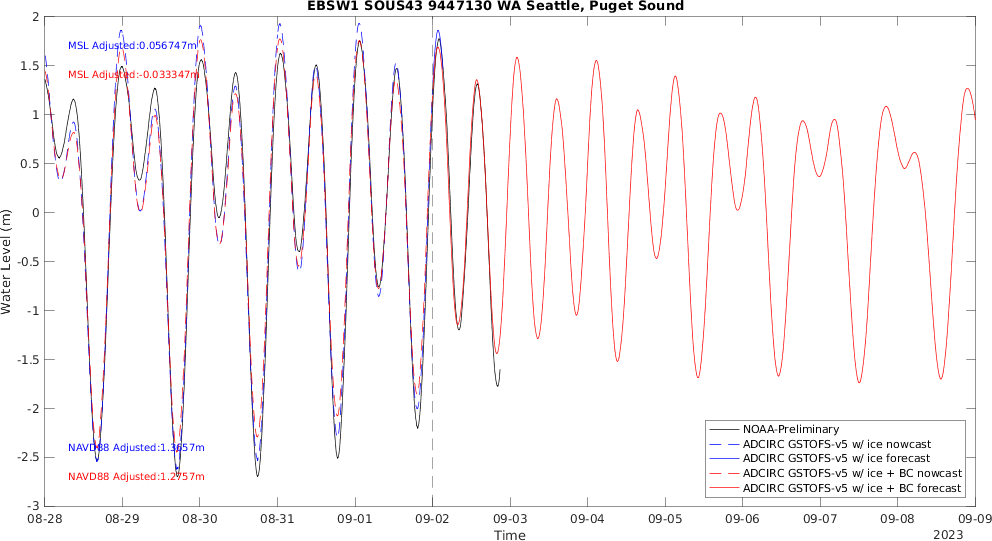 EBSW1 SOUS43 9447130 WA Seattle, Puget Sound
2
1.5
1
0.5
0
-0.5
-1
-1.5
-2
-2.5
-3
Water Level (m)
MSL Adjusted:0.056747m
MSL Adjusted:-0.033347m
NAVD88 Adjusted:1.3657m
NAVD88 Adjusted:1.2757m
NOAA-Preliminary
ADCIRC GSTOFS-v5 w/ ice nowcast
ADCIRC GSTOFS-v5 w/ ice forecast
ADCIRC GSTOFS-v5 w/ ice + BC nowcast
ADCIRC GSTOFS-v5 w/ ice + BC forecast
08-28 08-29 08-30 08-31 09-01 09-02 09-03 09-04 09-05 09-06 09-07 09-08 09-09
Time
2023